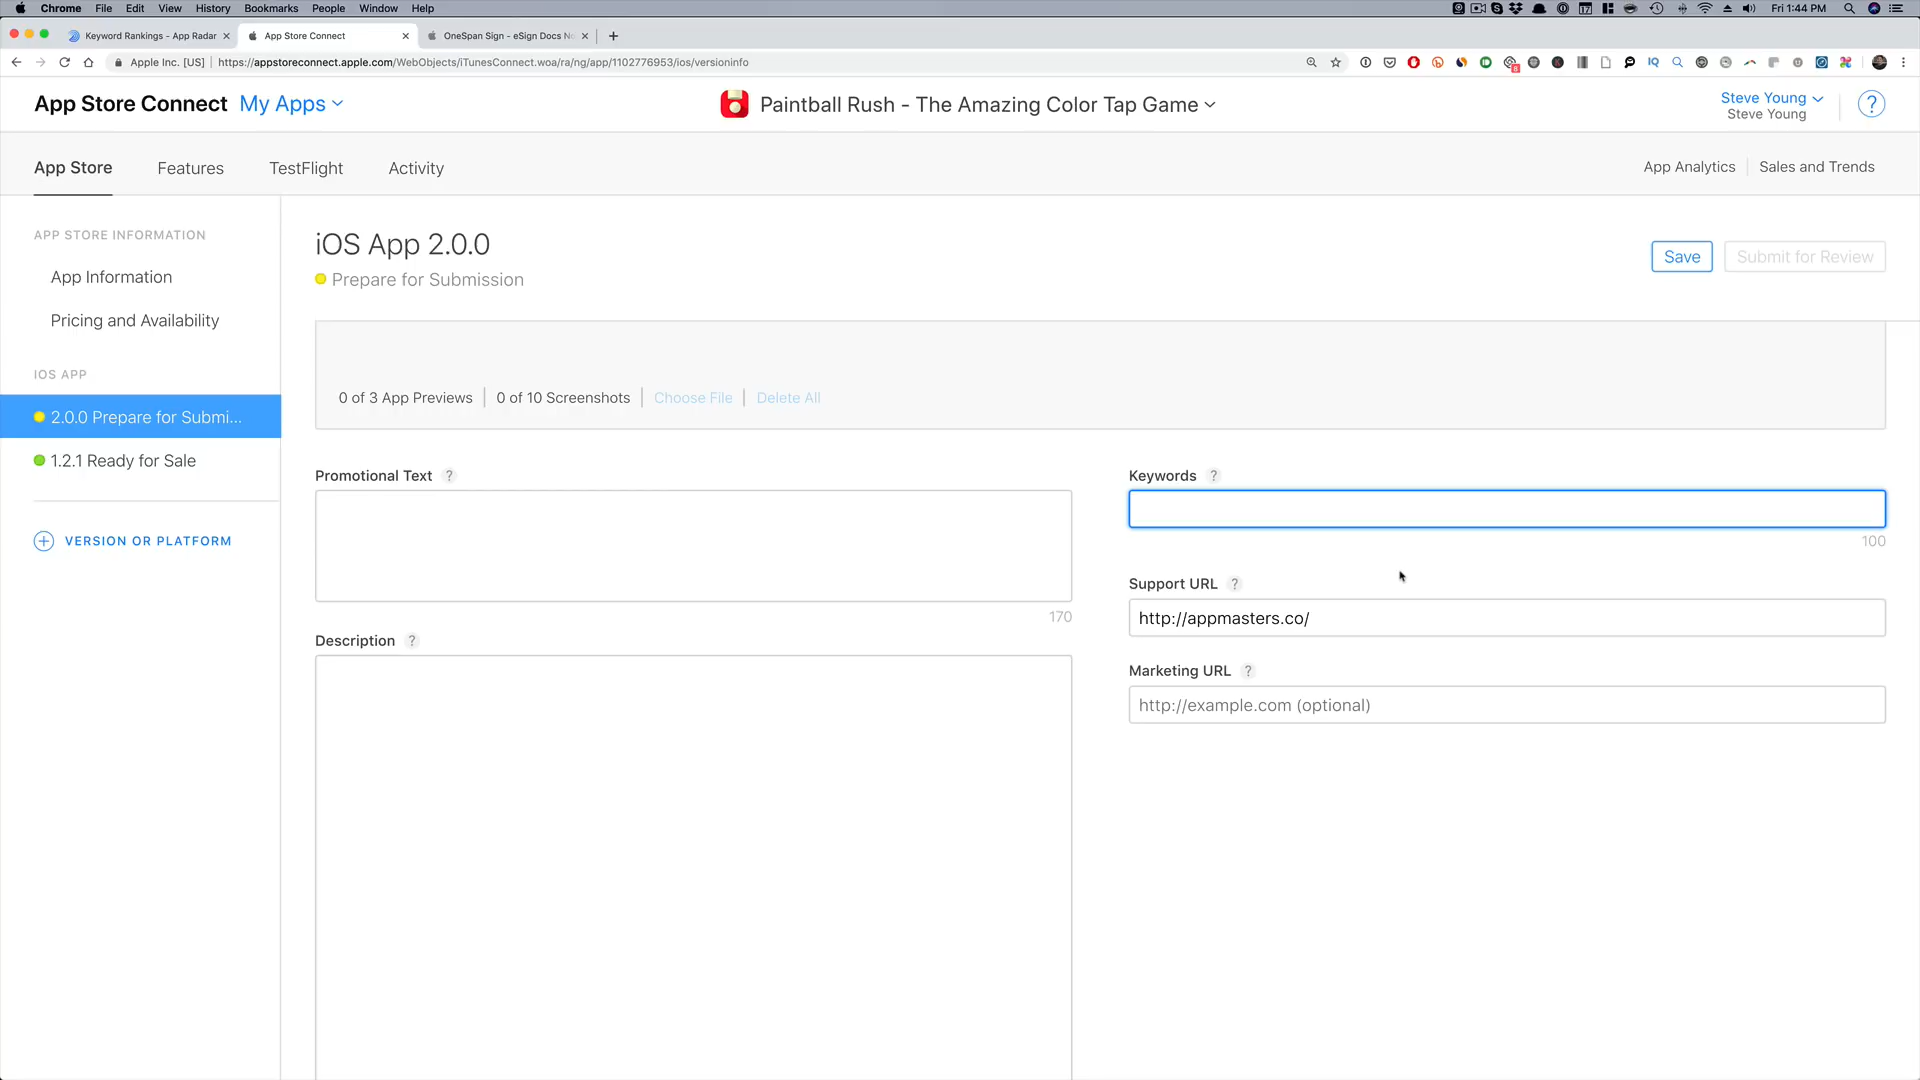 Chrome File Edit View History Bookmarks People Window Help
17
Fri 1:44 PM
Keyword Rankings - App Radar
App Store Connect
OneSpan Sign - eSign Docs No
Apple Inc. [US] | https://appstoreconnect.apple.com/WebObjects/iTunesConnect.woa/ra/ng/app/1102776953/ios/versioninfo
IQ
8
App Store Connect My Apps
Paintball Rush - The Amazing Color Tap Game
Steve Young
Steve Young
?
App Store Features TestFlight Activity
App Analytics Sales and Trends
APP STORE INFORMATION
App Information
Pricing and Availability
IOS APP
2.0.0 Prepare for Submi...
1.2.1 Ready for Sale
VERSION OR PLATFORM
iOS App 2.0.0
Prepare for Submission
Save
Submit for Review
0 of 3 App Previews 0 of 10 Screenshots Choose File Delete All
Promotional Text ?
170
Description ?
Keywords ?
100
Support URL ?
http://appmasters.co/
Marketing URL ?
http://example.com (optional)